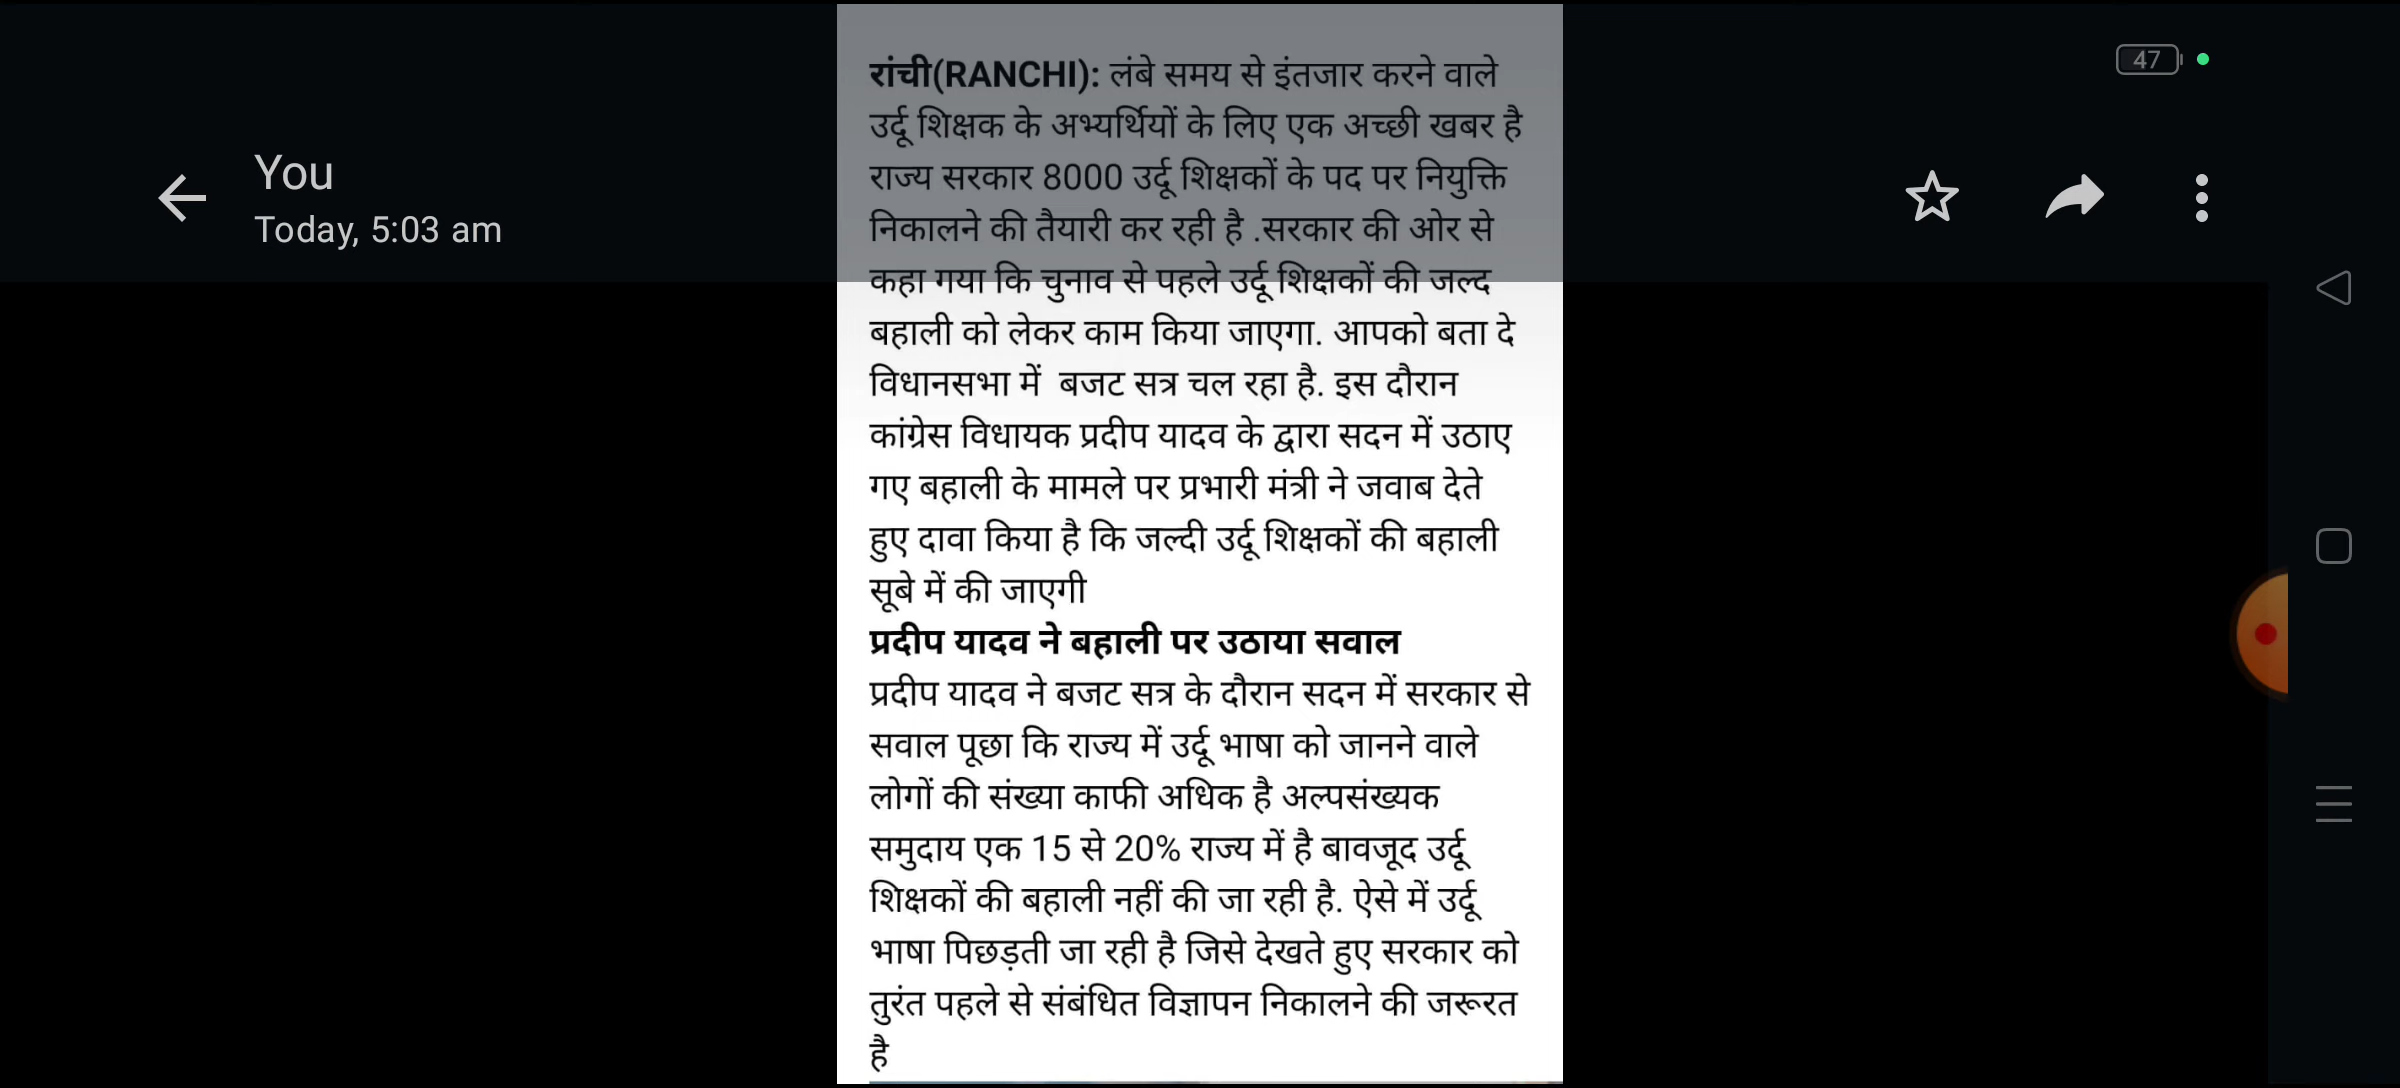 47
You
Today, 5:03 am
रांची(RANCHI): लंबे समय से इंतजार करने वाले
उर्दू शिक्षक के अभ्यर्थियों के लिए एक अच्छी खबर है
राज्य सरकार 8000 उर्दू शिक्षकों के पद पर नियुक्ति
निकालने की तैयारी कर रही है .सरकार की ओर से
कहा गया कि चुनाव से पहले उर्दू शिक्षकों की जल्द
बहाली को लेकर काम किया जाएगा. आपको बता दे
विधानसभा में  बजट सत्र चल रहा है. इस दौरान
कांग्रेस विधायक प्रदीप यादव के द्वारा सदन में उठाए
गए बहाली के मामले पर प्रभारी मंत्री ने जवाब देते
हुए दावा किया है कि जल्दी उर्दू शिक्षकों की बहाली
सूबे में की जाएगी
प्रदीप यादव ने बहाली पर उठाया सवाल
प्रदीप यादव ने बजट सत्र के दौरान सदन में सरकार से
सवाल पूछा कि राज्य में उर्दू भाषा को जानने वाले
लोगों की संख्या काफी अधिक है अल्पसंख्यक
समुदाय एक 15 से 20% राज्य में है बावजूद उर्दू
शिक्षकों की बहाली नहीं की जा रही है. ऐसे में उर्दू
भाषा पिछड़ती जा रही है जिसे देखते हुए सरकार को
तुरंत पहले से संबंधित विज्ञापन निकालने की जरूरत
है